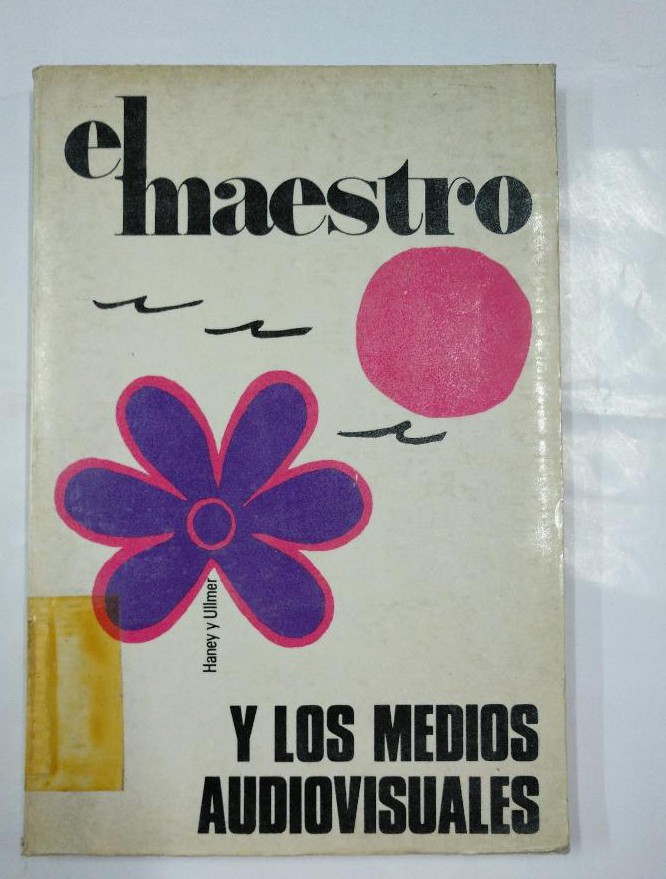 el
maestro
Haney y Ullmer
Y LOS MEDIOS
AUDIOVISUALES